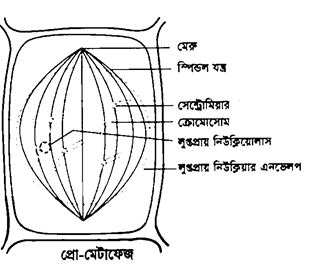 মেরু
স্পিন্ডল যন্ত্র
সেন্ট্রোমিয়ার
ক্রোমোসোম
লুপ্তপ্রায় নিউক্লিয়োলাস
লুপ্তপ্রায় নিউক্লিয়ার এনভেলপ
প্রো-মেটাফেজ